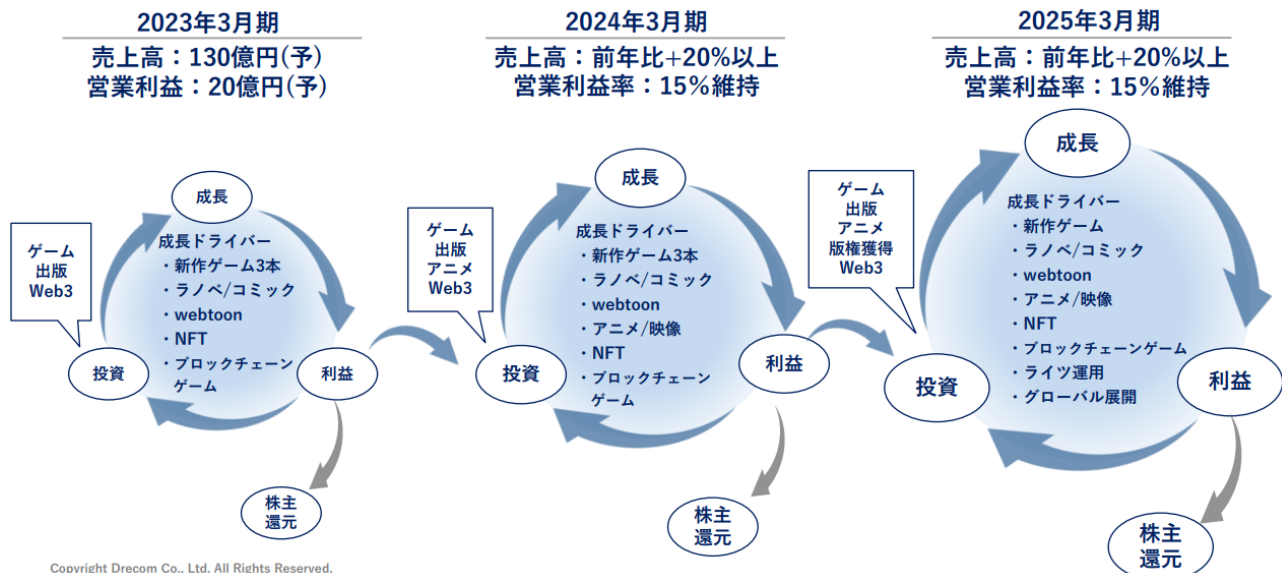 2023年3月期
売上高：130億円(予)
営業利益：20億円(予)
ゲーム
出版
Web3
成長
成長ドライバー
・新作ゲーム3本
・ラノベ/コミック
・webtoon
・NFT
・ブロックチェーン
ゲーム
投資
利益
株主
還元
2024年3月期
売上高：前年比+20%以上
営業利益率：15%維持
ゲーム
出版
アニメ
Web3
成長
成長ドライバー
・新作ゲーム3本
・ラノベ/コミック
・webtoon
・アニメ/映像
・NFT
・ブロックチェーン
ゲーム
投資
利益
株主
還元
2025年3月期
売上高：前年比+20%以上
営業利益率：15%維持
ゲーム
出版
アニメ
版権獲得
Web3
成長
成長ドライバー
・新作ゲーム
・ラノベ/コミック
・webtoon
・アニメ/映像
・NFT
・ブロックチェーンゲーム
・ライツ運用
・グローバル展開
投資
利益
株主
還元
Copyright Drecom Co., Ltd. All Rights Reserved.